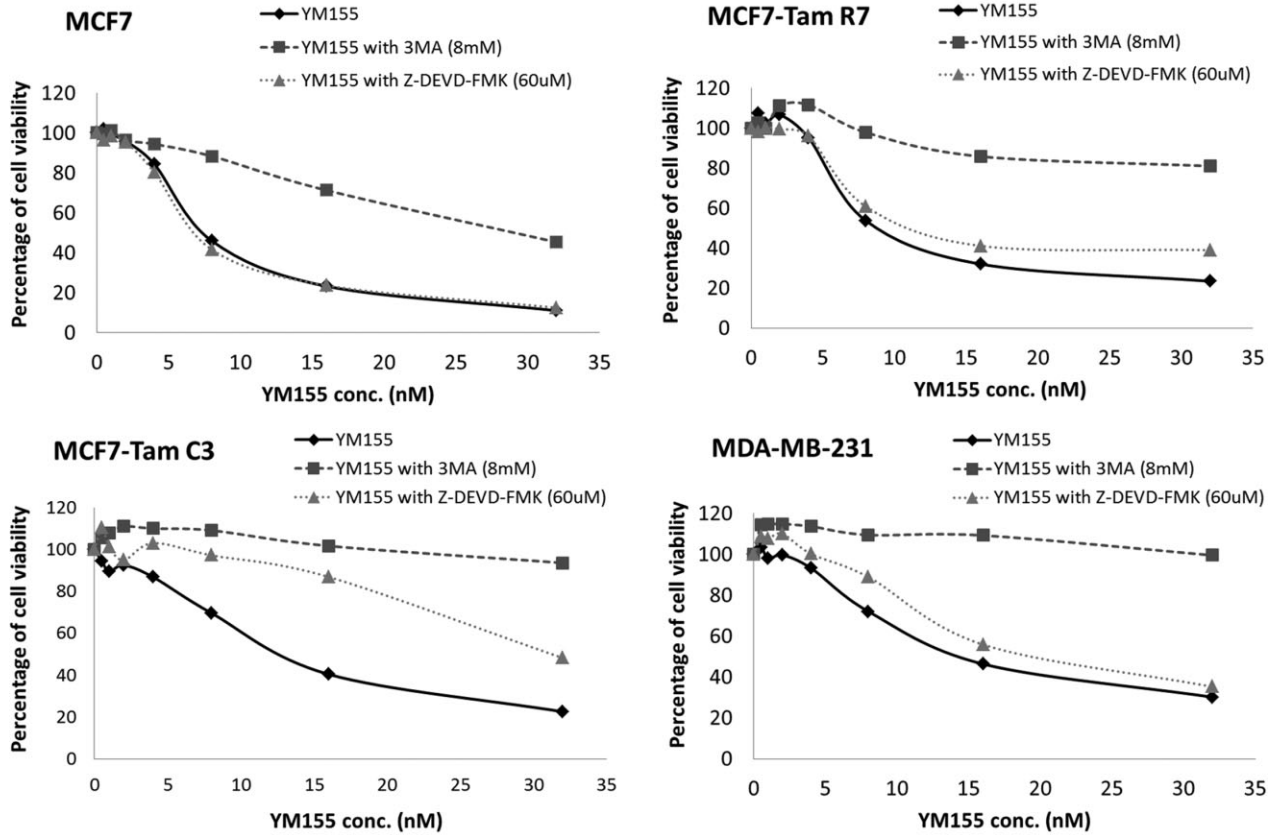 MCF7
YM155
YM155 with 3MA (8mM)
YM155 with Z-DEVD-FMK (60uM)
Percentage of cell viability
120
100
80
60
40
20
0
0 5 10 15 20 25 30 35
YM155 conc. (nM)
MCF7-Tam R7
YM155
YM155 with 3MA (8mM)
YM155 with Z-DEVD-FMK (60uM)
Percentage of cell viability
120
100
80
60
40
20
0
0 5 10 15 20 25 30 35
YM155 conc. (nM)
MCF7-Tam C3
YM155
YM155 with 3MA (8mM)
YM155 with Z-DEVD-FMK (60uM)
Percentage of cell viability
120
100
80
60
40
20
0
0 5 10 15 20 25 30 35
YM155 conc. (nM)
MDA-MB-231
YM155
YM155 with 3MA (8mM)
YM155 with Z-DEVD-FMK (60uM)
Percentage of cell viability
120
100
80
60
40
20
0
0 5 10 15 20 25 30 35
YM155 conc. (nM)